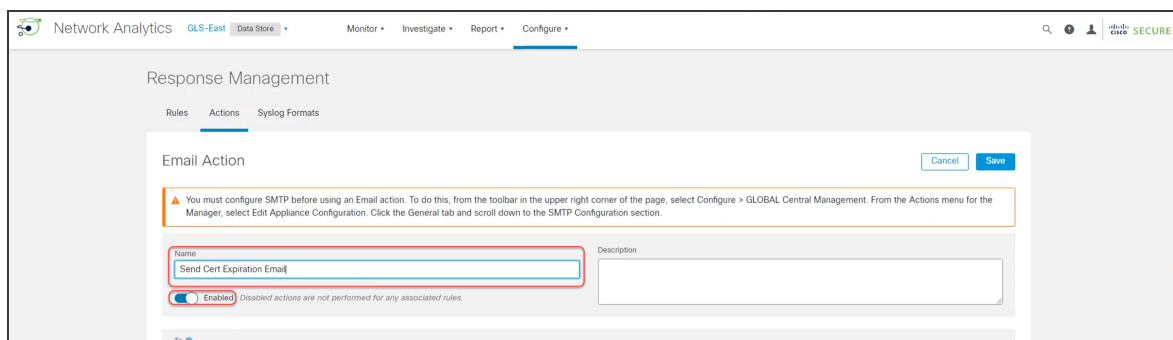 Network Analytics GLS-East Data Store Monitor Investigate Report Configure cisco SECURE
Response Management
Rules Actions Syslog Formats
Email Action Cancel Save
You must configure SMTP before using an Email action. To do this, from the toolbar in the upper right corner of the page, select Configure > GLOBAL Central Management. From the Actions menu for the
Manager, select Edit Appliance Configuration. Click the General tab and scroll down to the SMTP Configuration section.
Name Description
Send Cert Expiration Email
Enabled Disabled actions are not performed for any associated rules.
To